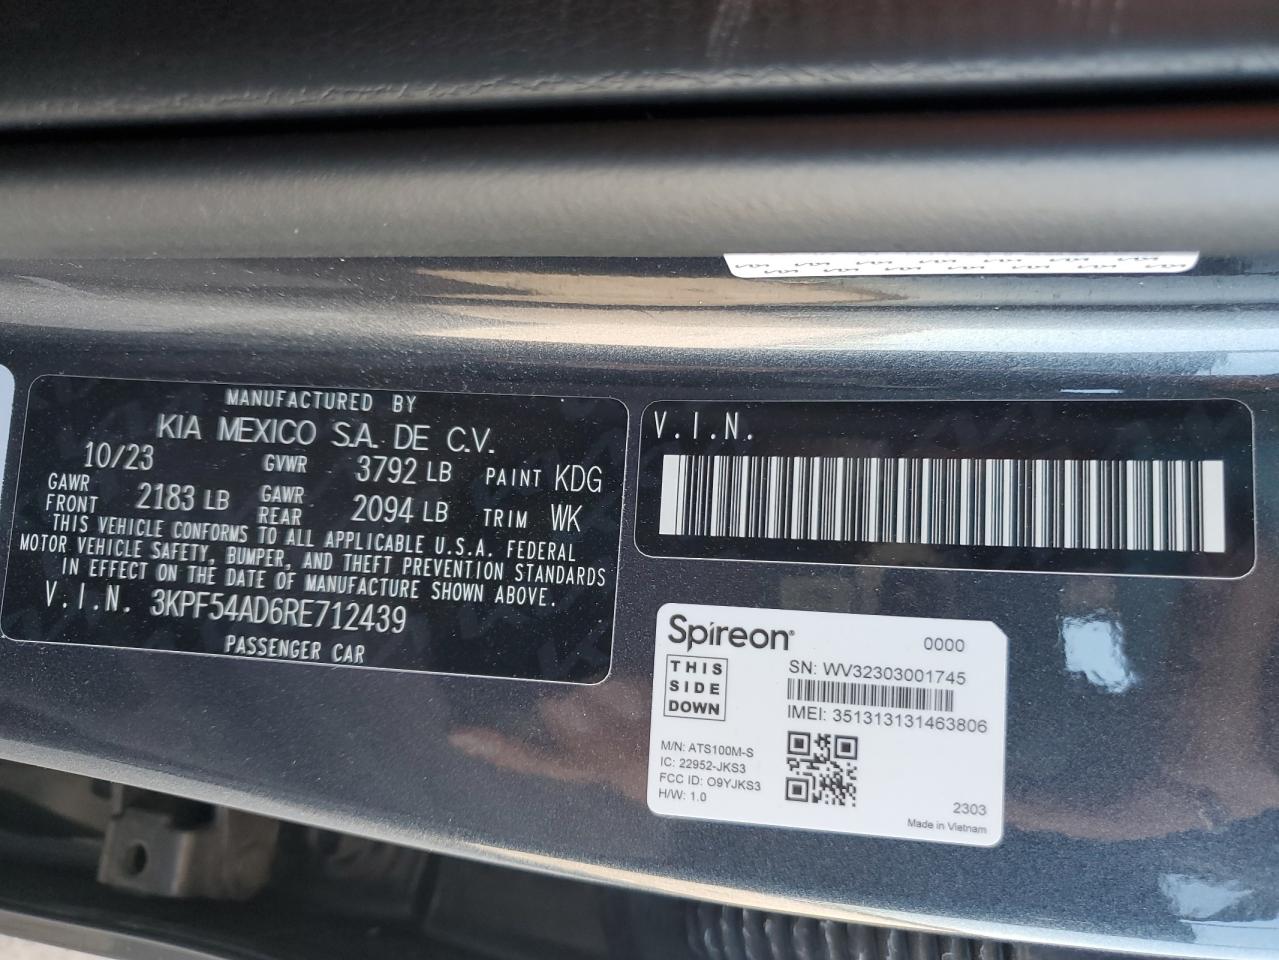 MANUFACTURED BY
KIA MEXICO S.A. DE C.V.
10/23 GVWR 3792 LB PAINT KDG
GAWR FRONT 2183 LB GAWR REAR 2094 LB TRIM WK
THIS VEHICLE CONFORMS TO ALL APPLICABLE U.S.A. FEDERAL
MOTOR VEHICLE SAFETY, BUMPER, AND THEFT PREVENTION STANDARDS
IN EFFECT ON THE DATE OF MANUFACTURE SHOWN ABOVE.
V.I.N. 3KPF54AD6RE712439
PASSENGER CAR
V.I.N.
Spireon® 0000
THIS
SIDE
DOWN
SN: WV32303001745
IMEI: 351313131463806
M/N: ATS100M-S
IC: 22952-JKS3
FCC ID: O9YJKS3
H/W: 1.0
2303
Made in Vietnam